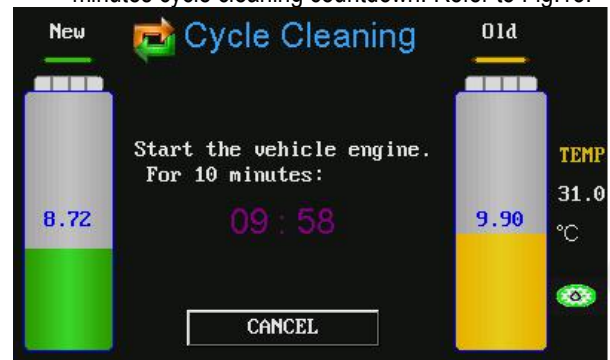 minutes cycle cleaning countdown. Refer to Fig.18.
New
Cycle Cleaning
Old
Start the vehicle engine.
For 10 minutes:
09 : 58
8.72
9.90
TEMP
31.0
°C
CANCEL